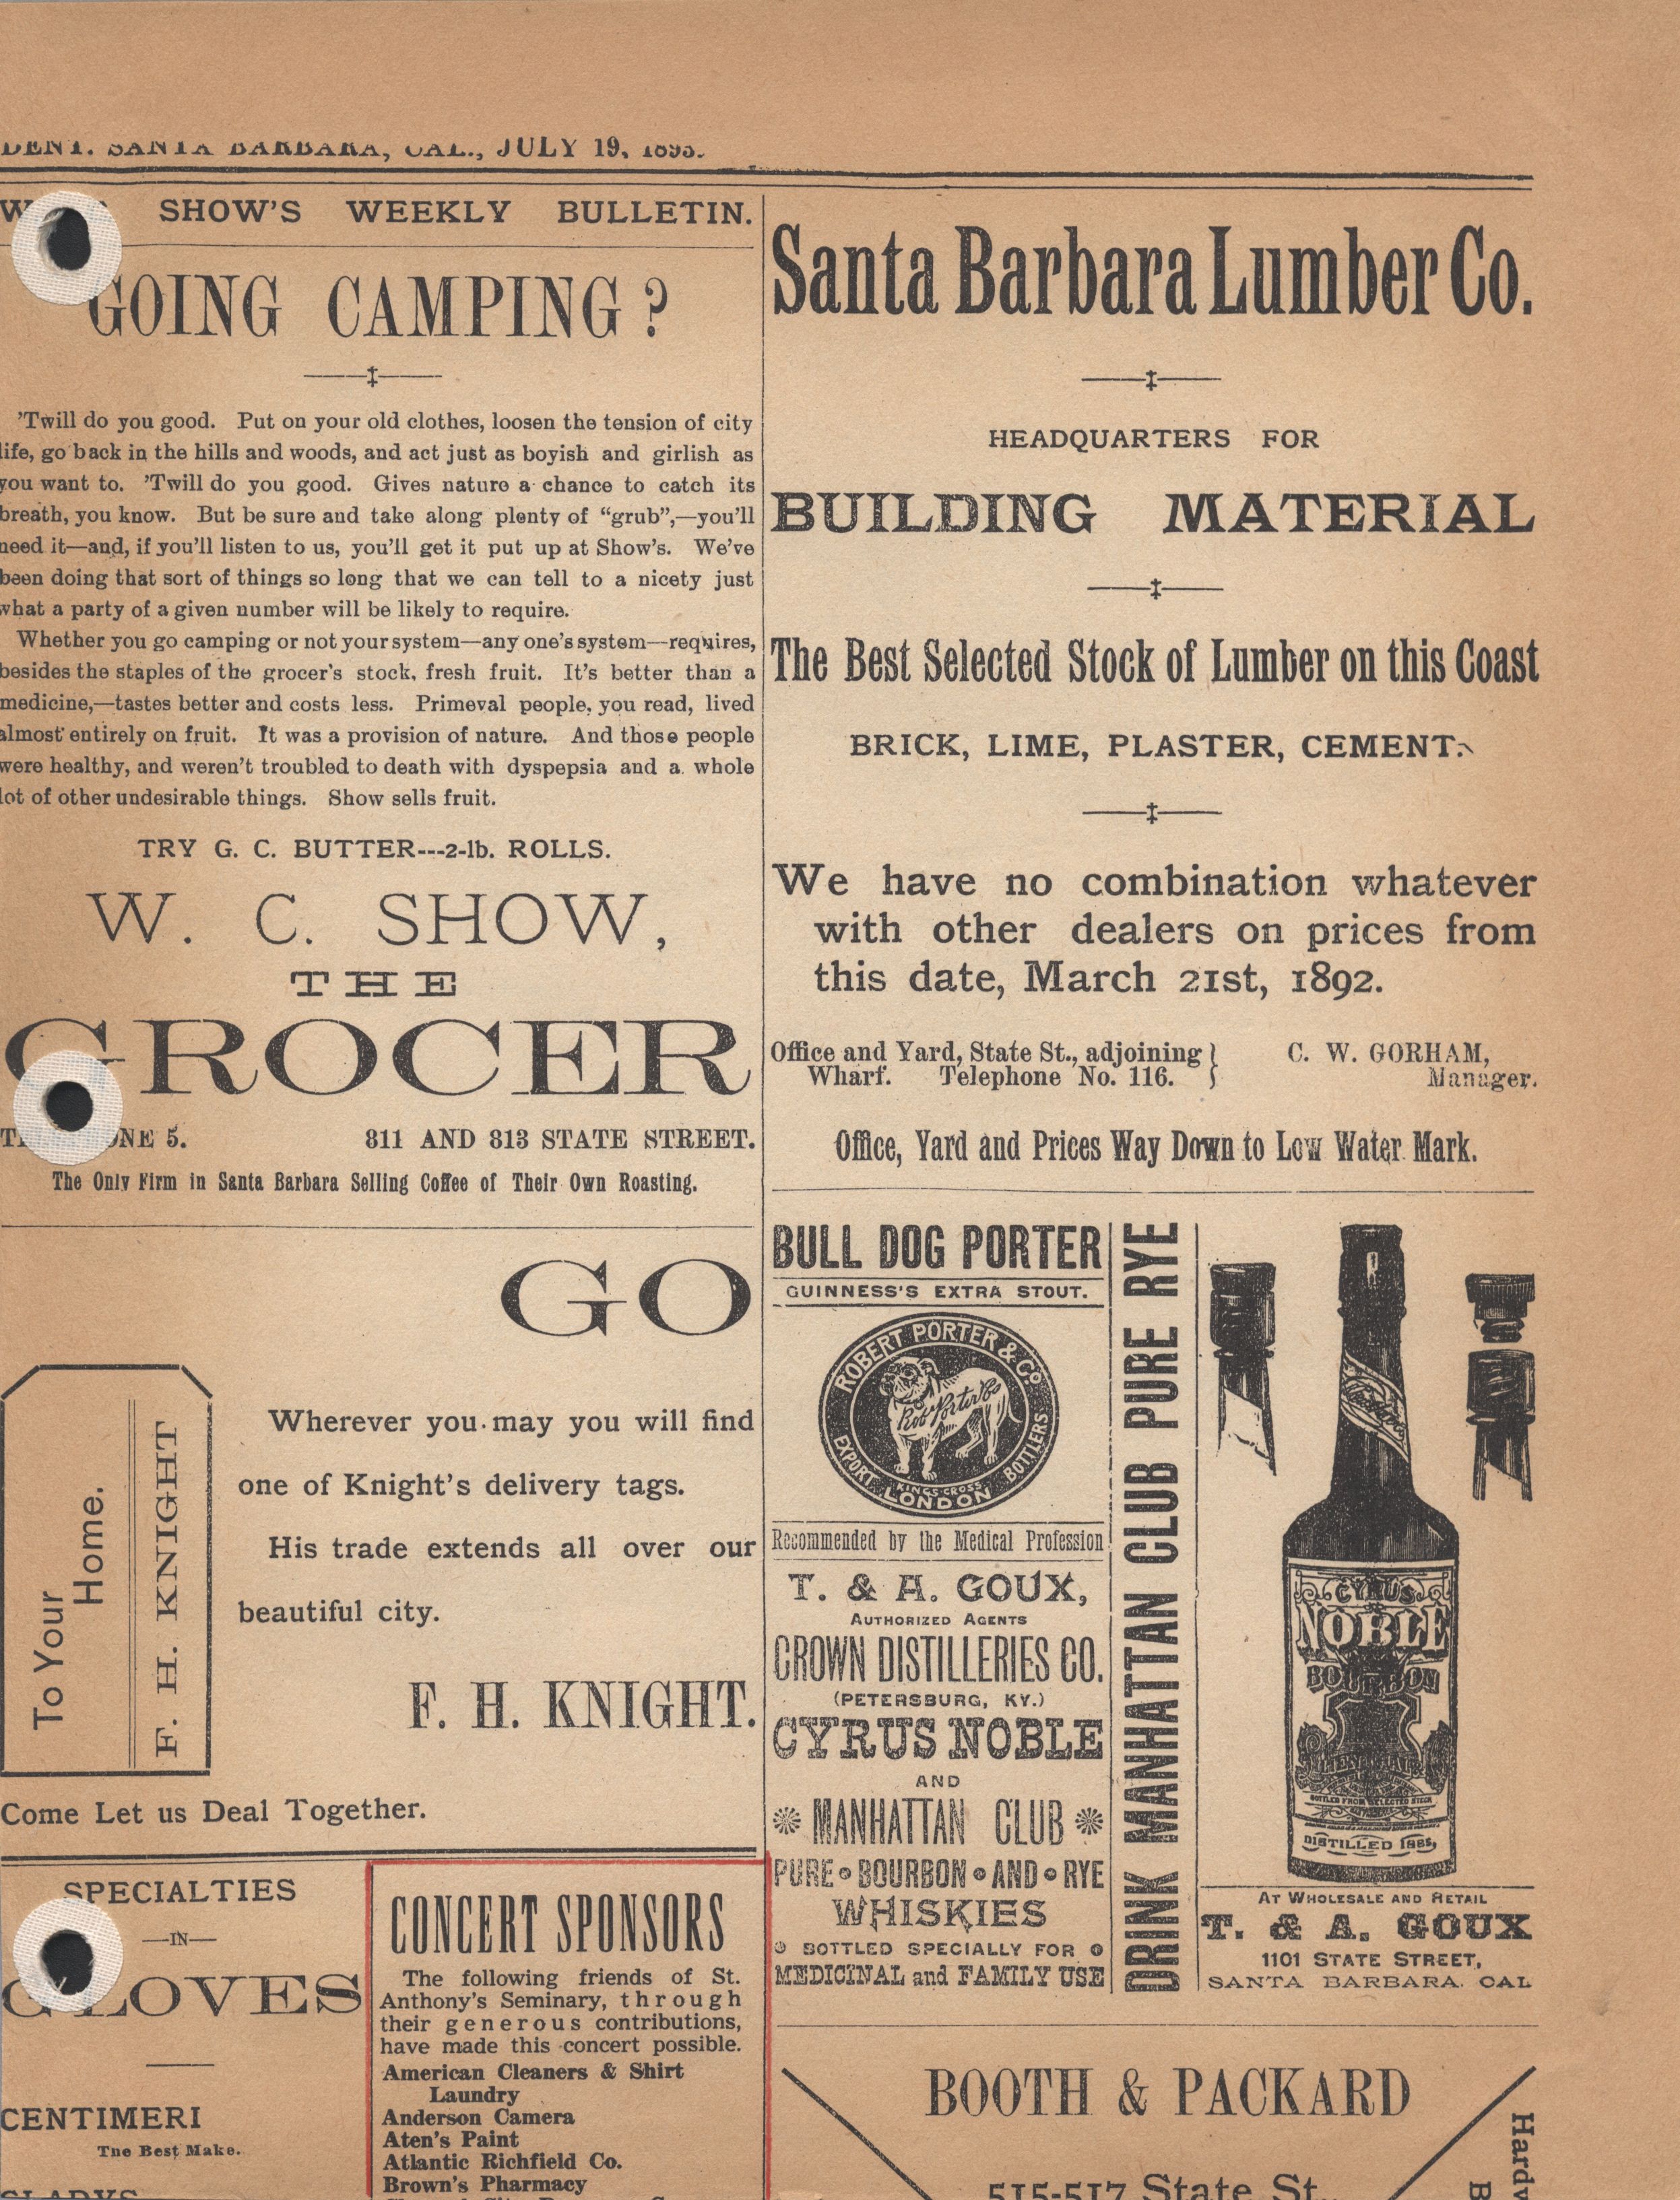 DENT. SANTA BARBARA, CAL., JULY 19, 1893.
SHOW'S WEEKLY BULLETIN.
GOING CAMPING?
'Twill do you good. Put on your old clothes, loosen the tension of city
life, go back in the hills and woods, and act just as boyish and girlish as
you want to. 'Twill do you good. Gives nature a chance to catch its
breath, you know. But be sure and take along plenty of "grub",—you'll
need it—and, if you'll listen to us, you'll get it put up at Show's. We've
been doing that sort of things so long that we can tell to a nicety just
what a party of a given number will be likely to require.
Whether you go camping or not your system—any one's system—requires,
besides the staples of the grocer's stock, fresh fruit. It's better than a
medicine,—tastes better and costs less. Primeval people, you read, lived
almost entirely on fruit. It was a provision of nature. And those people
were healthy, and weren't troubled to death with dyspepsia and a whole
lot of other undesirable things. Show sells fruit.
TRY G. C. BUTTER---2-lb. ROLLS.
W. C. SHOW,
THE
GROCER
NE 5. 811 AND 813 STATE STREET.
The Only Firm in Santa Barbara Selling Coffee of Their Own Roasting.
GO
To Your
Home.
F. H. KNIGHT
Wherever you may you will find
one of Knight's delivery tags.
His trade extends all over our
beautiful city.
F. H. KNIGHT.
Come Let us Deal Together.
SPECIALTIES
—IN—
GLOVES
CENTIMERI
The Best Make.
GLADYS
CONCERT SPONSORS
The following friends of St.
Anthony's Seminary, through
their generous contributions,
have made this concert possible.
American Cleaners & Shirt
Laundry
Anderson Camera
Aten's Paint
Atlantic Richfield Co.
Brown's Pharmacy
Santa Barbara Lumber Co.
HEADQUARTERS FOR
BUILDING MATERIAL
The Best Selected Stock of Lumber on this Coast
BRICK, LIME, PLASTER, CEMENT.
We have no combination whatever
with other dealers on prices from
this date, March 21st, 1892.
Office and Yard, State St., adjoining } C. W. GORHAM,
Wharf. Telephone No. 116. Manager.
Office, Yard and Prices Way Down to Low Water Mark.
BULL DOG PORTER
GUINNESS'S EXTRA STOUT.
ROBERT PORTER & CO
Rob Porter & Co
EXPORT BOTTLERS
KINGS CROSS
LONDON
Recommended by the Medical Profession
T. & A. GOUX,
AUTHORIZED AGENTS
CROWN DISTILLERIES CO.
(PETERSBURG, KY.)
CYRUS NOBLE
AND
MANHATTAN CLUB
PURE • BOURBON • AND • RYE
WHISKIES
BOTTLED SPECIALLY FOR
MEDICINAL and FAMILY USE
DRINK MANHATTAN CLUB PURE RYE
CYRUS
NOBLE
BOURBON
BOTTLED FROM SELECTED STOCK
DISTILLED 1885,
AT WHOLESALE AND RETAIL
T. & A. GOUX
1101 STATE STREET,
SANTA BARBARA. CAL
BOOTH & PACKARD
515-517 State St.,
Hardw
B